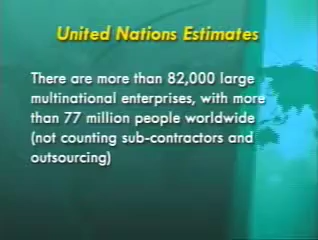 United Nations Estimates
There are more than 82,000 large
multinational enterprises, with more
than 77 million people worldwide
(not counting sub-contractors and
outsourcing)